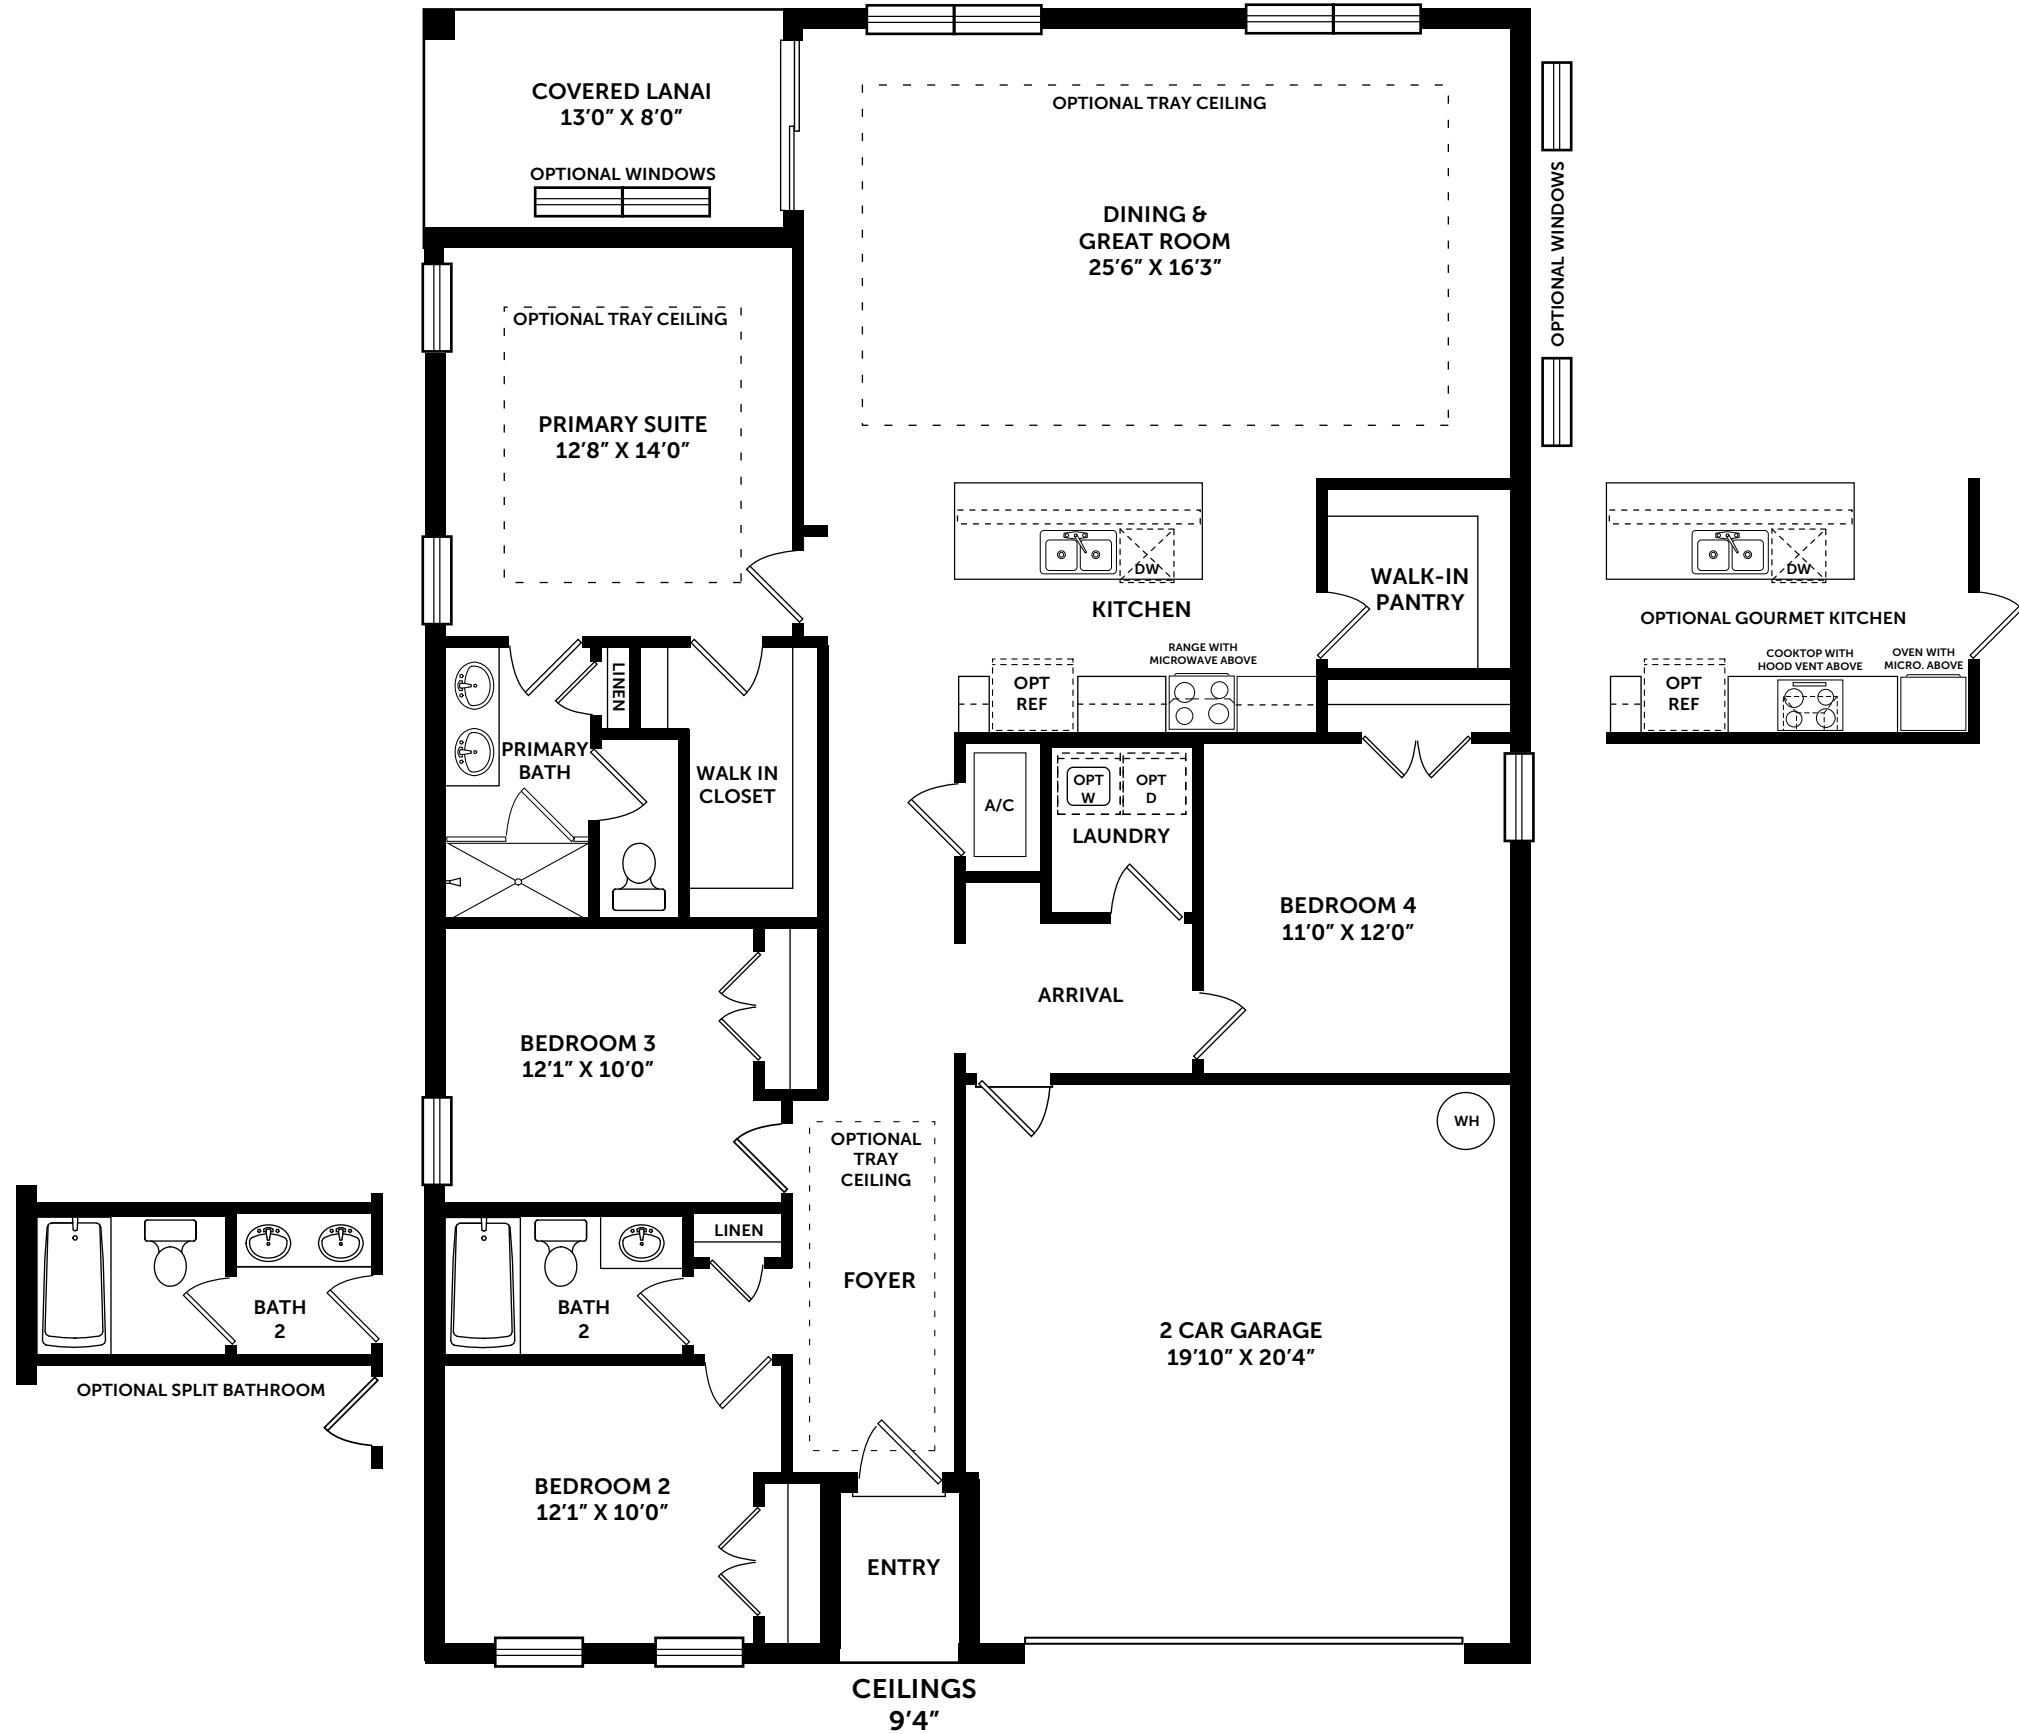 COVERED LANAI
13'0" X 8'0"
OPTIONAL WINDOWS
OPTIONAL TRAY CEILING
DINING &
GREAT ROOM
25'6" X 16'3"
OPTIONAL WINDOWS
OPTIONAL TRAY CEILING
PRIMARY SUITE
12'8" X 14'0"
DW
KITCHEN
WALK-IN
PANTRY
RANGE WITH
MICROWAVE ABOVE
OPT
REF
DW
OPTIONAL GOURMET KITCHEN
COOKTOP WITH
HOOD VENT ABOVE
OVEN WITH
MICRO. ABOVE
OPT
REF
LINEN
PRIMARY
BATH
WALK IN
CLOSET
A/C
OPT
W
OPT
D
LAUNDRY
BEDROOM 4
11'0" X 12'0"
ARRIVAL
BEDROOM 3
12'1" X 10'0"
WH
OPTIONAL
TRAY
CEILING
LINEN
FOYER
BATH
2
BATH
2
OPTIONAL SPLIT BATHROOM
2 CAR GARAGE
19'10" X 20'4"
BEDROOM 2
12'1" X 10'0"
ENTRY
CEILINGS
9'4"